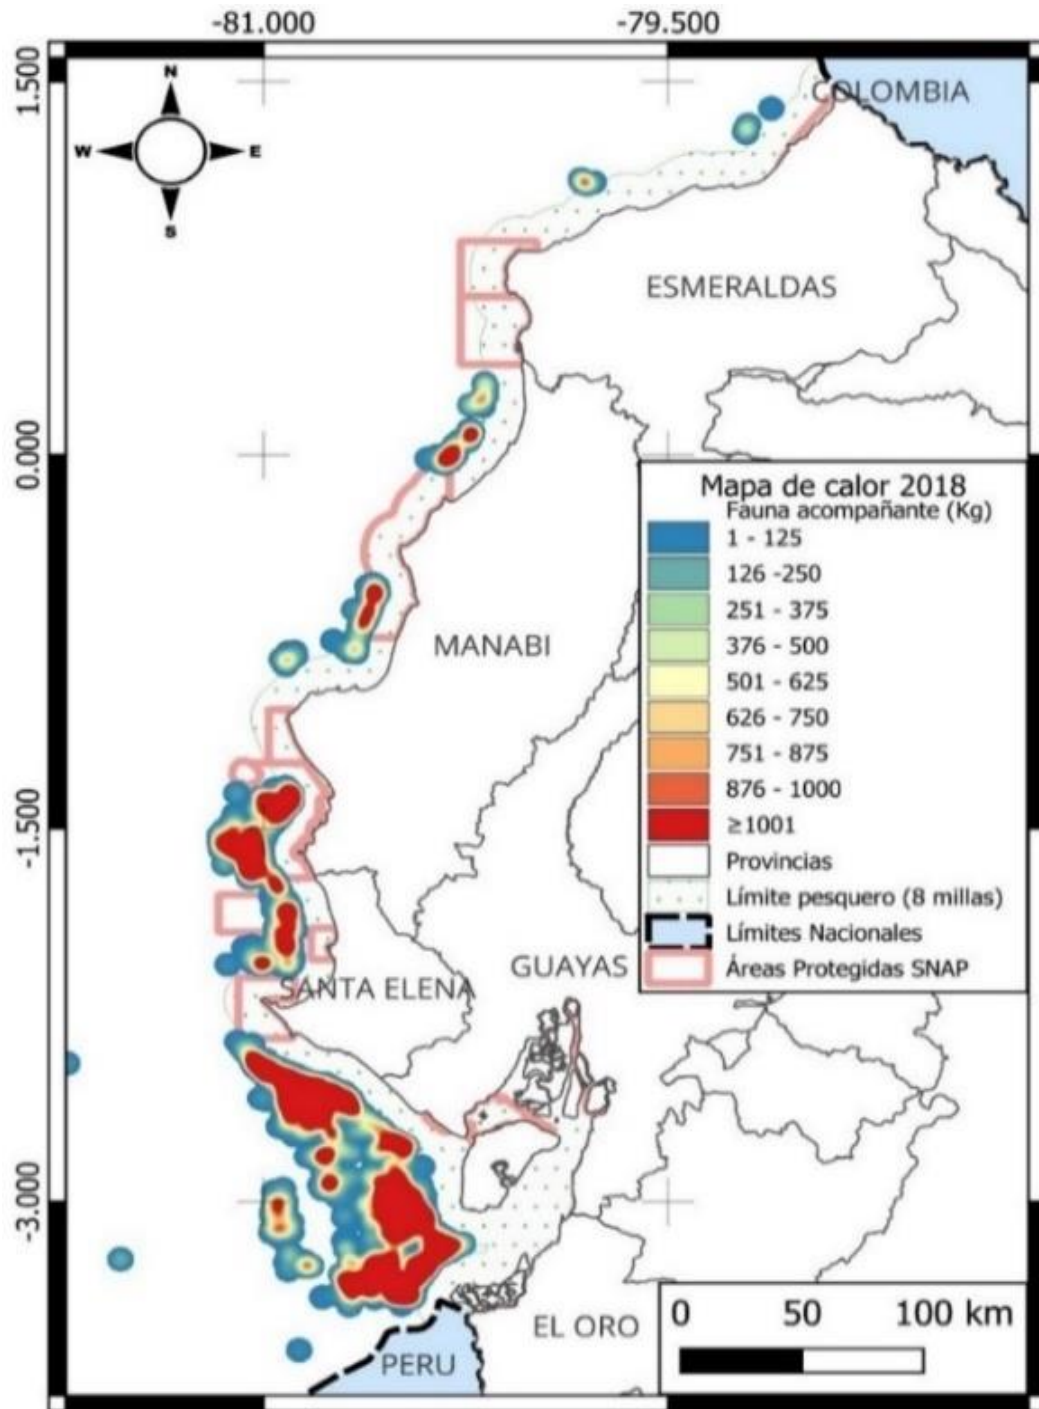 -81.000
-79.500
1.500
N
W
E
S
COLOMBIA
ESMERALDAS
0.000
Mapa de calor 2018
Fauna acompañante (Kg)
1 - 125
126 -250
251 - 375
376 - 500
501 - 625
626 - 750
751 - 875
876 - 1000
≥1001
Provincias
Límite pesquero (8 millas)
Límites Nacionales
Áreas Protegidas SNAP
MANABI
-1.500
GUAYAS
SANTA ELENA
-3.000
EL ORO
PERU
0 50 100 km